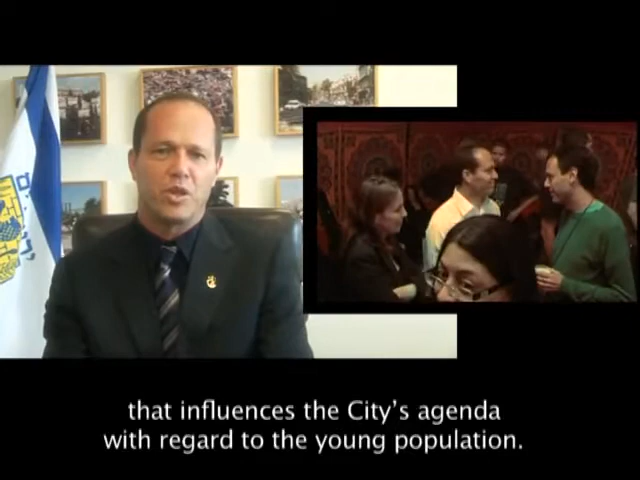 that influences the City's agenda
with regard to the young population.